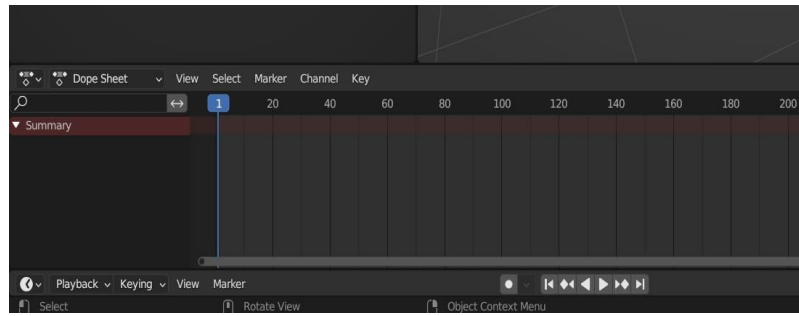 Dope Sheet View Select Marker Channel Key
1 20 40 60 80 100 120 140 160 180 200
Summary
Playback Keying View Marker
Select Rotate View Object Context Menu